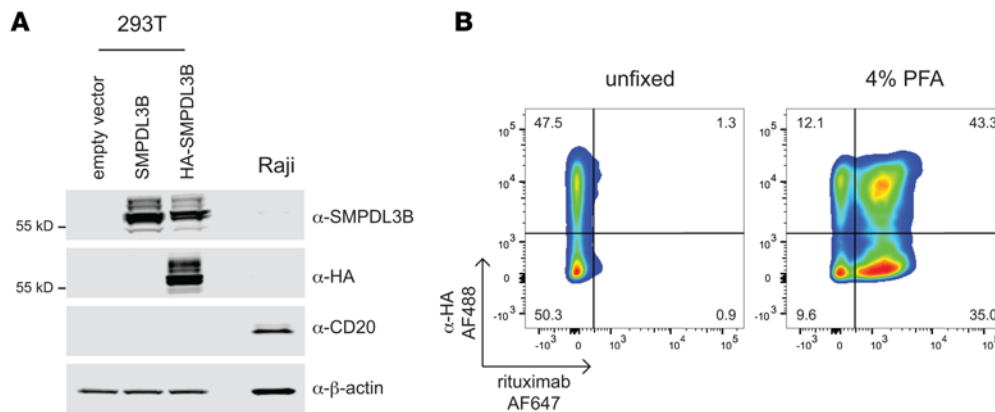 A
293T
empty vector
SMPDL3B
HA-SMPDL3B
Raji
55 kD
α-SMPDL3B
55 kD
α-HA
α-CD20
α-β-actin
B
unfixed
4% PFA
47.5
1.3
10⁵
10⁴
10³
0
-10³
50.3
0.9
-10³ 0 10³ 10⁴ 10⁵
12.1
43.3
10⁵
10⁴
10³
0
-10³
9.6
35.0
-10³ 0 10³ 10⁴ 10⁵
α-HA
AF488
rituximab
AF647